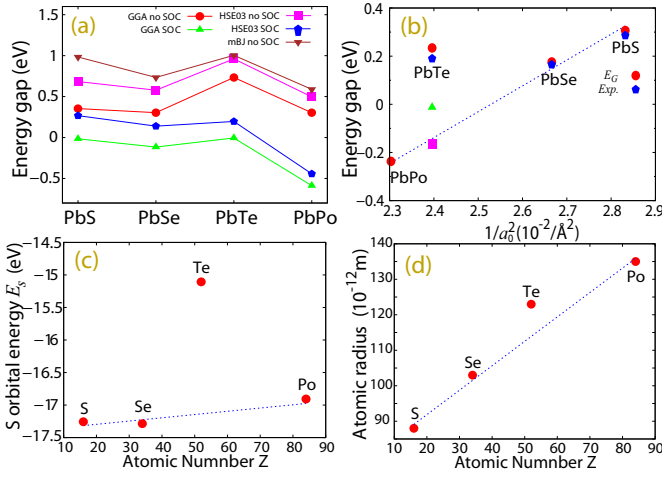 (a)
GGA no SOC
GGA SOC
HSE03 no SOC
HSE03 SOC
mBJ no SOC
Energy gap (eV)
1.5
1
0.5
0
−0.5
PbS PbSe PbTe PbPo
(b)
Energy gap (eV)
0.4
0.2
0
−0.2
-0.4
PbTe
PbSe
PbS
PbPo
E_G
Exp.
2.3 2.4 2.5 2.6 2.7 2.8 2.9
1/a₀²(10⁻²/Å²)
(c)
S orbital energy E_s (eV)
−14.5
−15
−15.5
−16
−16.5
−17
−17.5
S
Se
Te
Po
10 20 30 40 50 60 70 80 90
Atomic Numnber Z
(d)
Atomic radius (10⁻¹²m)
140
130
120
110
100
90
S
Se
Te
Po
10 20 30 40 50 60 70 80 90
Atomic Numnber Z